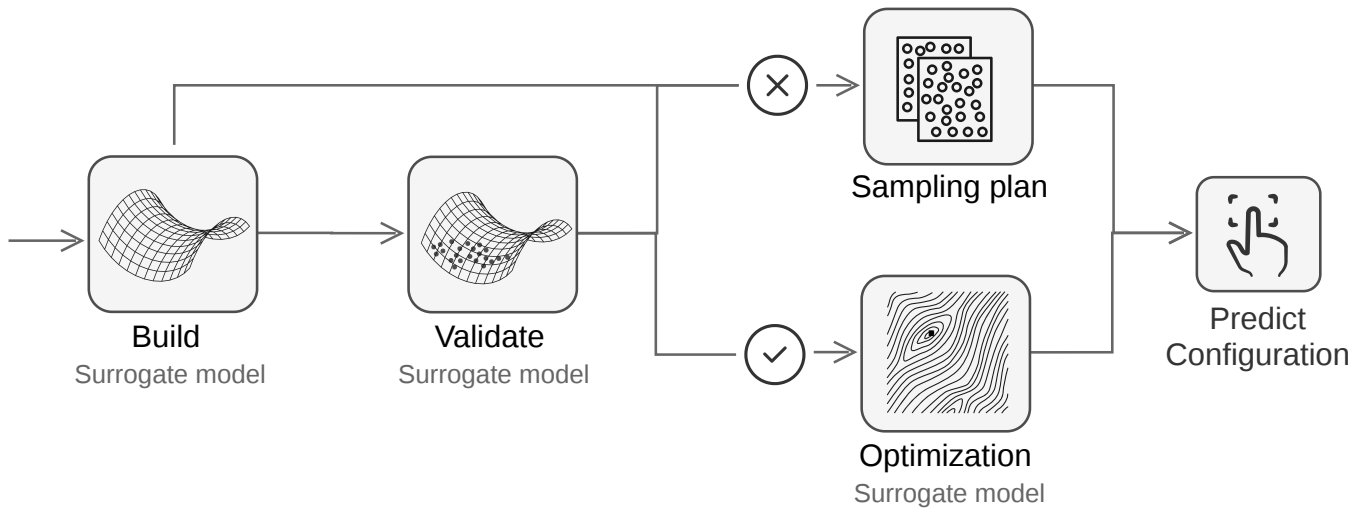 Sampling plan
Build
Surrogate model
Validate
Surrogate model
Predict
Configuration
Optimization
Surrogate model